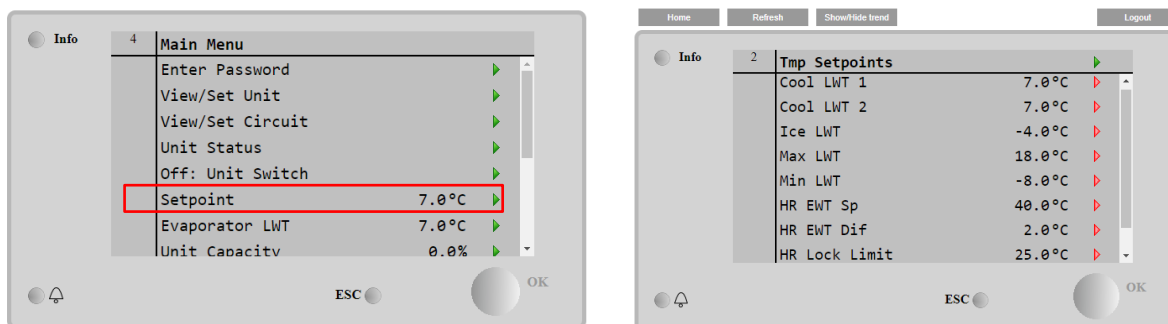 Info
4 Main Menu
Enter Password
View/Set Unit
View/Set Circuit
Unit Status
Off: Unit Switch
Setpoint 7.0°C
Evaporator LWT 7.0°C
Unit Capacity 0.0%
ESC
OK
Home Refresh Show/Hide trend Logout
Info
2 Tmp Setpoints
Cool LWT 1 7.0°C
Cool LWT 2 7.0°C
Ice LWT -4.0°C
Max LWT 18.0°C
Min LWT -8.0°C
HR EWT Sp 40.0°C
HR EWT Dif 2.0°C
HR Lock Limit 25.0°C
ESC
OK